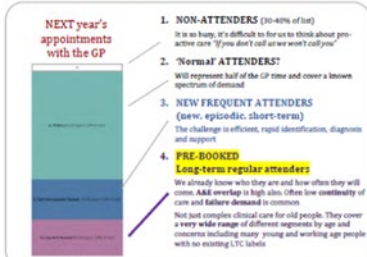 NEXT year's
appointments
with the GP
1. NON-ATTENDERS (30-40% of list)
It is so busy, it's difficult for us to think about pro-
active care "If you don't call us we won't call you"
2. 'Normal' ATTENDERS?
Will represent half of the GP time and cover a known
spectrum of demand
3. NEW FREQUENT ATTENDERS
(new, episodic, short-term)
The challenge is efficient, rapid identification, diagnosis
and support
4. PRE-BOOKED
Long-term regular attenders
We already know who they are and how often they will
come. A&E overlap is high also. Often low continuity of
care and failure demand is common
Not just complex clinical care for old people. They cover
a very wide range of different segments by age and
concerns including many young and working age people
with no existing LTC labels